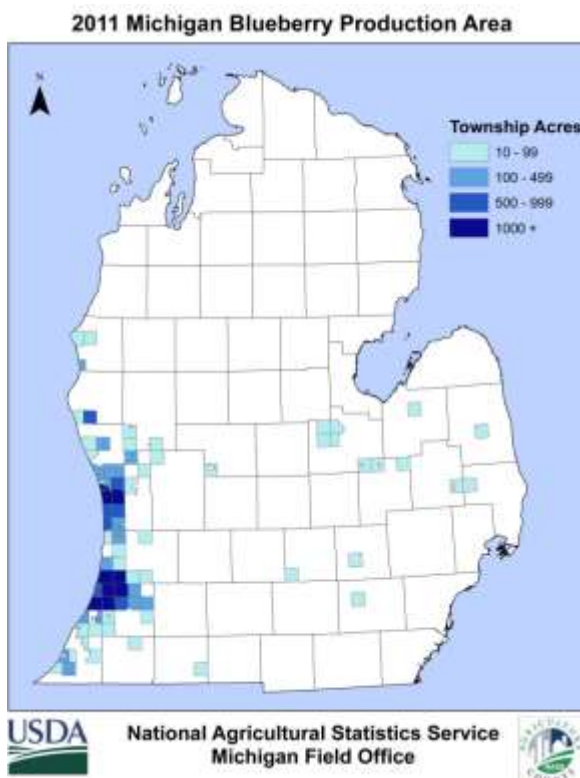 2011 Michigan Blueberry Production Area
N
Township Acres
10 - 99
100 - 499
500 - 999
1000 +
USDA
National Agricultural Statistics Service
Michigan Field Office